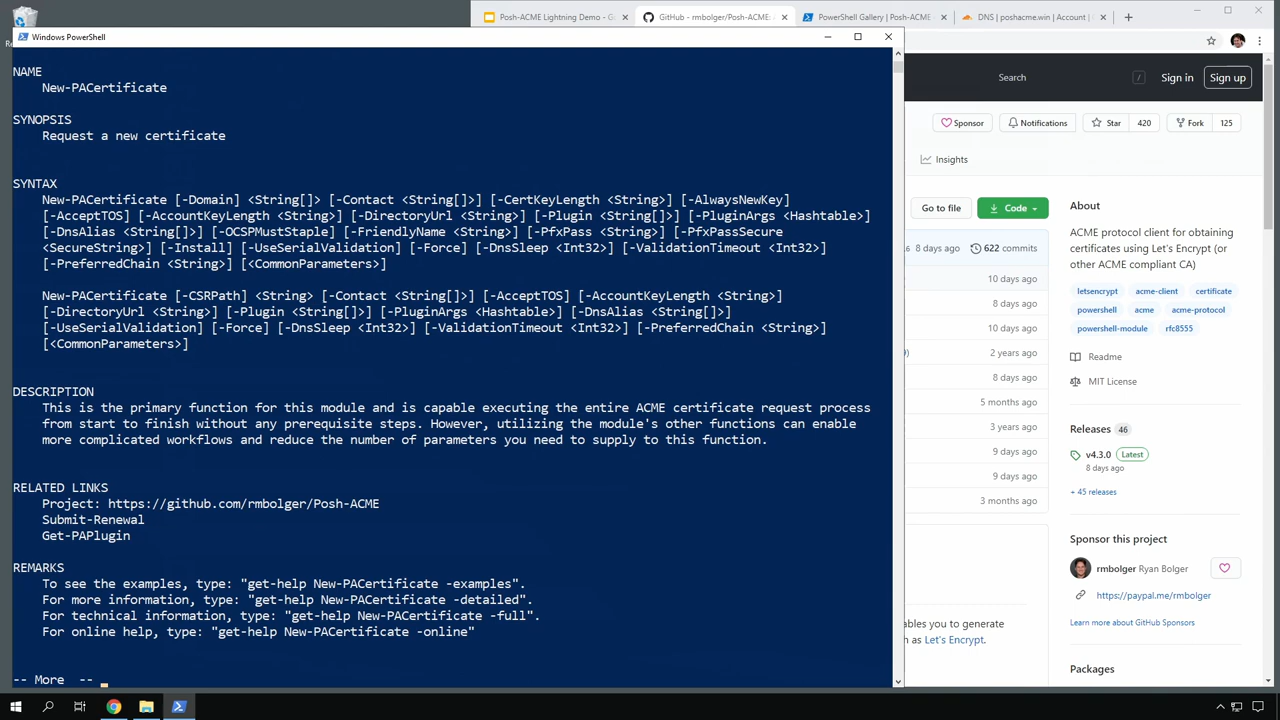 Posh-ACME Lightning Demo - G
GitHub - rmbolger/Posh-ACME:
PowerShell Gallery | Posh-ACME
DNS | poshacme.win | Account |
Windows PowerShell
NAME
New-PACertificate
SYNOPSIS
Request a new certificate
SYNTAX
New-PACertificate [-Domain] <String[]> [-Contact <String[]>] [-CertKeyLength <String>] [-AlwaysNewKey]
[-AcceptTOS] [-AccountKeyLength <String>] [-DirectoryUrl <String>] [-Plugin <String[]>] [-PluginArgs <Hashtable>]
[-DnsAlias <String[]>] [-OCSPMustStaple] [-FriendlyName <String>] [-PfxPass <String>] [-PfxPassSecure
<SecureString>] [-Install] [-UseSerialValidation] [-Force] [-DnsSleep <Int32>] [-ValidationTimeout <Int32>]
[-PreferredChain <String>] [<CommonParameters>]
New-PACertificate [-CSRPath] <String> [-Contact <String[]>] [-AcceptTOS] [-AccountKeyLength <String>]
[-DirectoryUrl <String>] [-Plugin <String[]>] [-PluginArgs <Hashtable>] [-DnsAlias <String[]>]
[-UseSerialValidation] [-Force] [-DnsSleep <Int32>] [-ValidationTimeout <Int32>] [-PreferredChain <String>]
[<CommonParameters>]
DESCRIPTION
This is the primary function for this module and is capable executing the entire ACME certificate request process
from start to finish without any prerequisite steps. However, utilizing the module's other functions can enable
more complicated workflows and reduce the number of parameters you need to supply to this function.
RELATED LINKS
Project: https://github.com/rmbolger/Posh-ACME
Submit-Renewal
Get-PAPlugin
REMARKS
To see the examples, type: "get-help New-PACertificate -examples".
For more information, type: "get-help New-PACertificate -detailed".
For technical information, type: "get-help New-PACertificate -full".
For online help, type: "get-help New-PACertificate -online"
-- More --
Search / Sign in Sign up
Sponsor Notifications Star 420 Fork 125
Insights
Go to file Code
8 days ago 622 commits
10 days ago
8 days ago
10 days ago
2 years ago
8 days ago
5 months ago
3 years ago
9 days ago
9 days ago
3 months ago
ables you to generate
h as Let's Encrypt.
About
ACME protocol client for obtaining
certificates using Let's Encrypt (or
other ACME compliant CA)
letsencrypt acme-client certificate
powershell acme acme-protocol
powershell-module rfc8555
Readme
MIT License
Releases 46
v4.3.0 Latest
8 days ago
+ 45 releases
Sponsor this project
rmbolger Ryan Bolger
https://paypal.me/rmbolger
Learn more about GitHub Sponsors
Packages